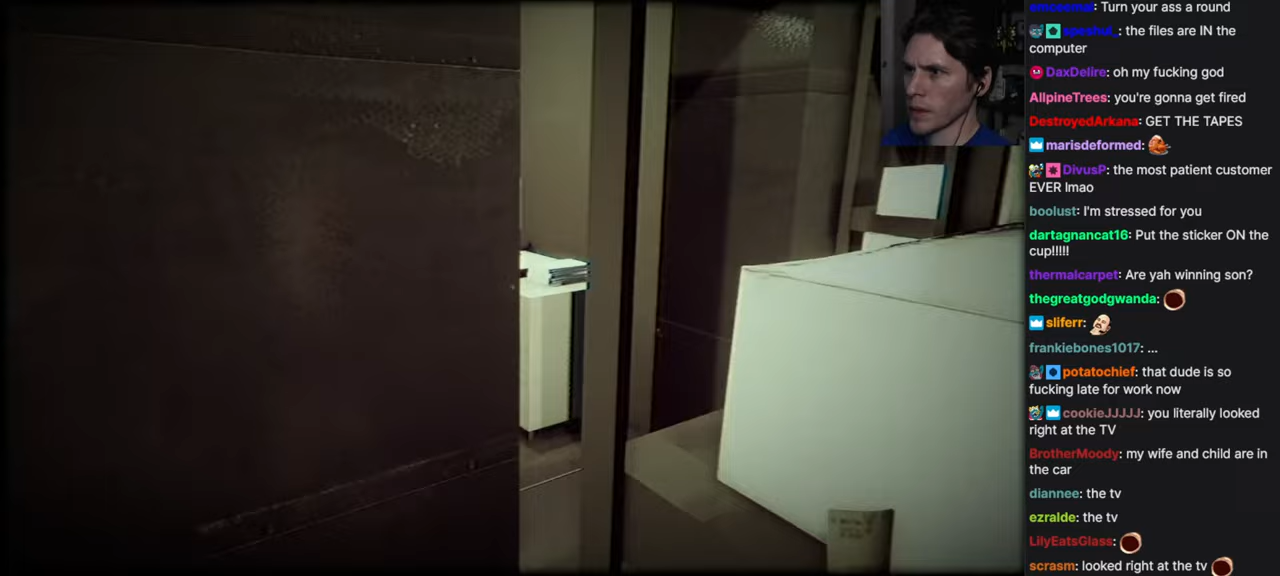 emcesmal: Turn your ass a round
sposhul_: the files are IN the
computer
DaxDelire: oh my fucking god
AllpineTrees: you're gonna get fired
DestroyedArkana: GET THE TAPES
marisdeformed:
DivusP: the most patient customer
EVER lmao
boolust: I'm stressed for you
dartagnancat16: Put the sticker ON the
cup!!!!!
thermalcarpet: Are yah winning son?
thegreatgodgwanda:
sliferr:
frankiebones1017: ...
potatochief: that dude is so
fucking late for work now
cookieJJJJJ: you literally looked
right at the TV
BrotherMoody: my wife and child are in
the car
diannee: the tv
ezralde: the tv
LilyEatsGlass:
scrasm: looked right at the tv